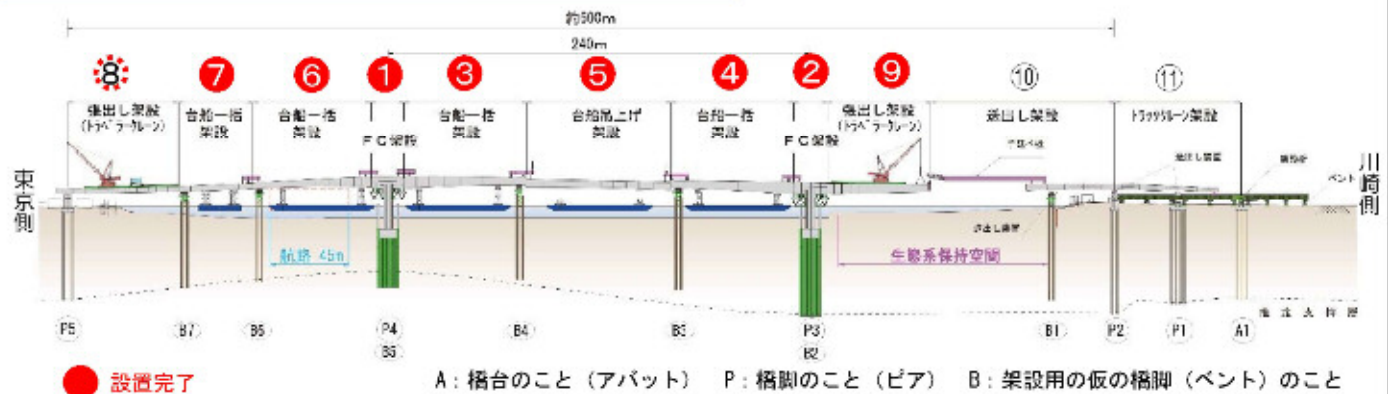 約600m
240m
⑧ ⑦ ⑥ ① ③ ⑤ ④ ② ⑨ ⑩ ⑪
張出し架設
(トラベラークレーン)
台船一括
架設
台船一括
架設
FC架設
台船一括
架設
台船吊上げ
架設
台船一括
架設
FC架設
張出し架設
(トラベラークレーン)
送出し架設
トラッククレーン架設
ベント
東京側
川崎側
航路 45m
生態系保持空間
P5 B7 B6 P4 B4 B3 P3 B1 P2 P1 A1
B5 B2
設置完了
A:橋台のこと(アバット) P:橋脚のこと(ピア) B:架設用の仮の橋脚(ベント)のこと